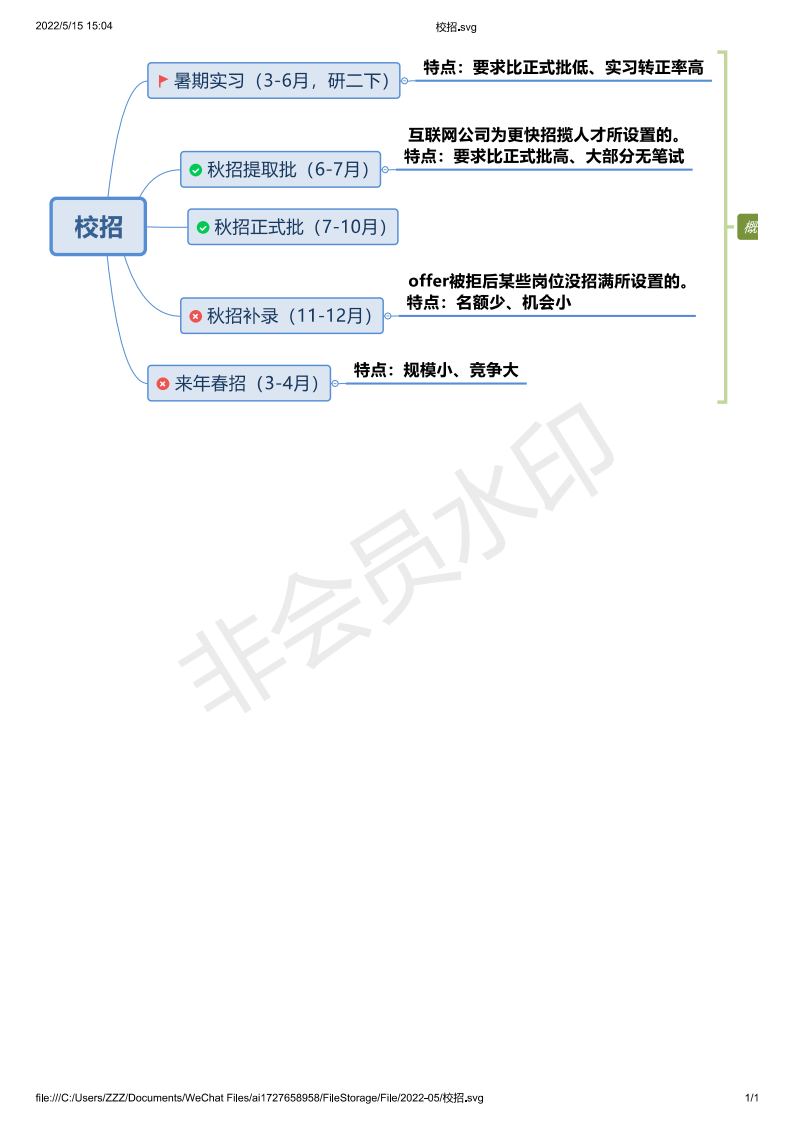 2022/5/15 15:04
校招.svg
特点：要求比正式批低、实习转正率高
暑期实习（3-6月，研二下）
互联网公司为更快招揽人才所设置的。
特点：要求比正式批高、大部分无笔试
秋招提取批（6-7月）
校招
秋招正式批（7-10月）
概
offer被拒后某些岗位没招满所设置的。
特点：名额少、机会小
秋招补录（11-12月）
特点：规模小、竞争大
来年春招（3-4月）
非会员水印
file:///C:/Users/ZZZ/Documents/WeChat Files/ai1727658958/FileStorage/File/2022-05/校招.svg
1/1